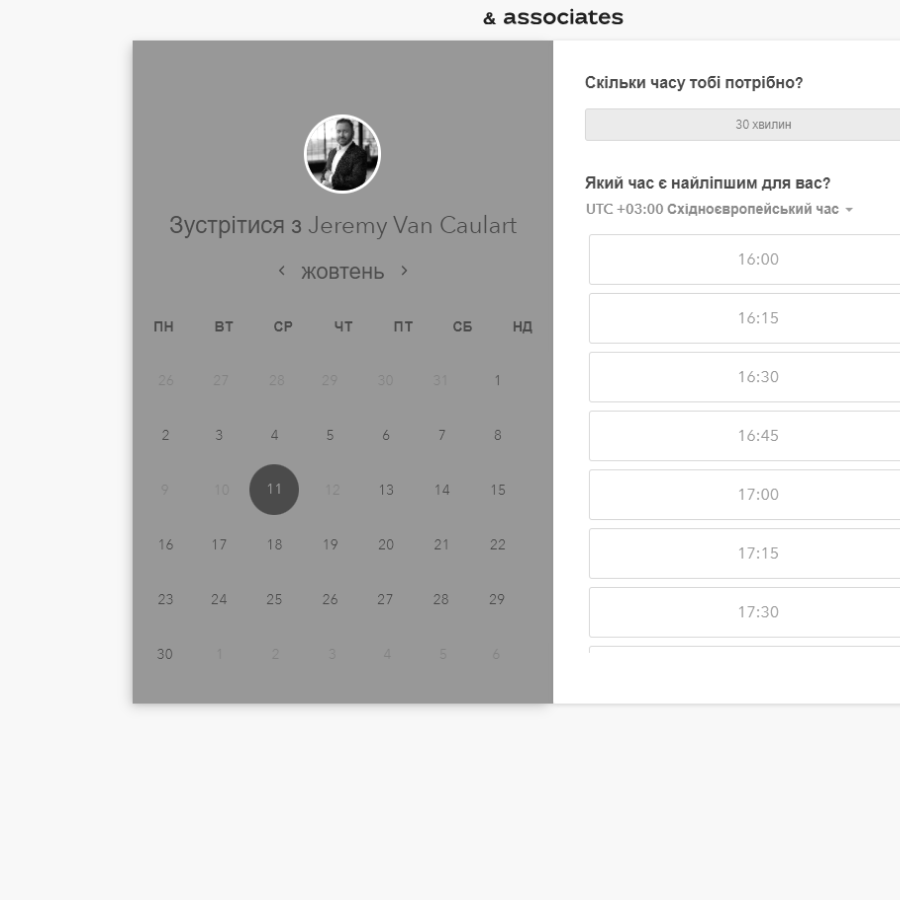 & associates
Зустрітися з Jeremy Van Caulart
жовтень
ПН ВТ СР ЧТ ПТ СБ НД
26 27 28 29 30 31 1
2 3 4 5 6 7 8
9 10 11 12 13 14 15
16 17 18 19 20 21 22
23 24 25 26 27 28 29
30 1 2 3 4 5 6
Скільки часу тобі потрібно?
30 хвилин
Який час є найліпшим для вас?
UTC +03:00 Східноєвропейський час
16:00
16:15
16:30
16:45
17:00
17:15
17:30